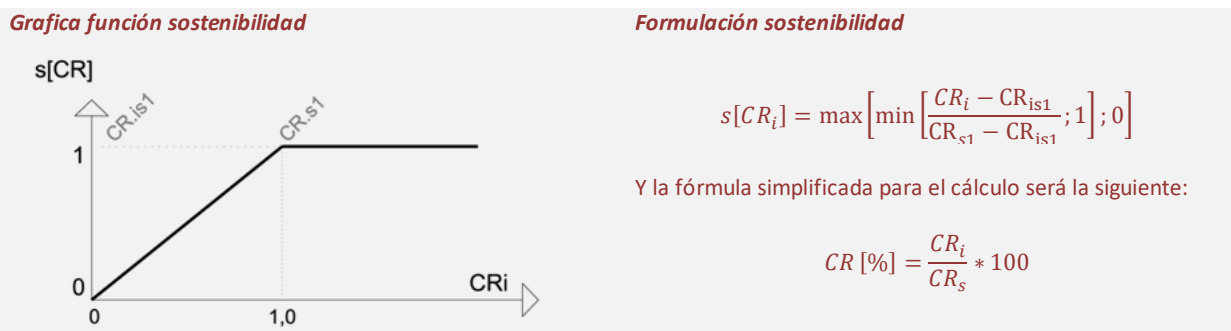 Grafica función sostenibilidad
s[CR]
CR.is1
CR.s1
1
0
CRi
0
1,0
Formulación sostenibilidad
s[CR_i] = max [min [(CR_i − CR_is1)/(CR_s1 − CR_is1) ; 1] ; 0]
Y la fórmula simplificada para el cálculo será la siguiente:
CR [%] = CR_i/CR_s ∗ 100